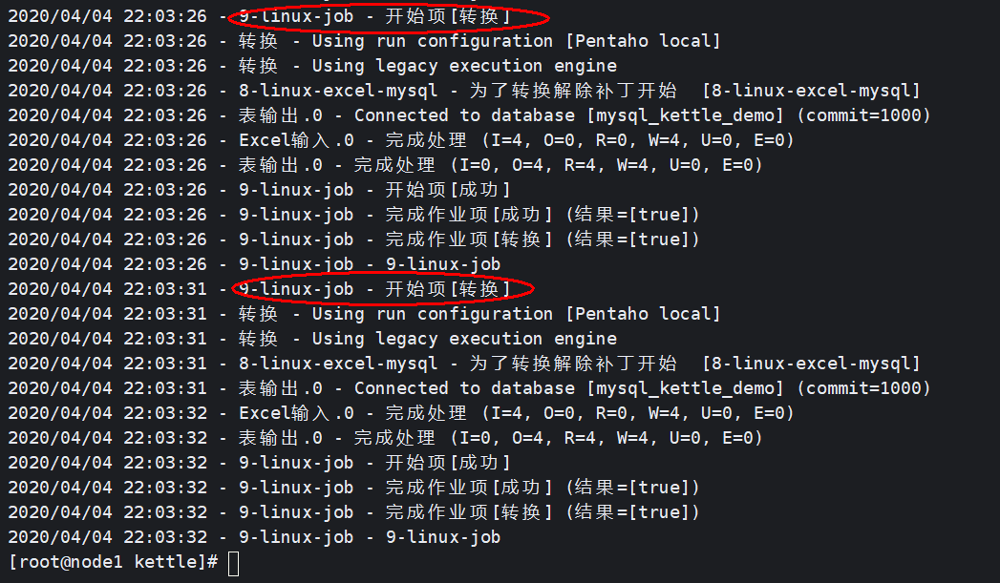 2020/04/04 22:03:26 - 9-linux-job - 开始项[转换]
2020/04/04 22:03:26 - 转换 - Using run configuration [Pentaho local]
2020/04/04 22:03:26 - 转换 - Using legacy execution engine
2020/04/04 22:03:26 - 8-linux-excel-mysql - 为了转换解除补丁开始  [8-linux-excel-mysql]
2020/04/04 22:03:26 - 表输出.0 - Connected to database [mysql_kettle_demo] (commit=1000)
2020/04/04 22:03:26 - Excel输入.0 - 完成处理 (I=4, O=0, R=0, W=4, U=0, E=0)
2020/04/04 22:03:26 - 表输出.0 - 完成处理 (I=0, O=4, R=4, W=4, U=0, E=0)
2020/04/04 22:03:26 - 9-linux-job - 开始项[成功]
2020/04/04 22:03:26 - 9-linux-job - 完成作业项[成功] (结果=[true])
2020/04/04 22:03:26 - 9-linux-job - 完成作业项[转换] (结果=[true])
2020/04/04 22:03:26 - 9-linux-job - 9-linux-job
2020/04/04 22:03:31 - 9-linux-job - 开始项[转换]
2020/04/04 22:03:31 - 转换 - Using run configuration [Pentaho local]
2020/04/04 22:03:31 - 转换 - Using legacy execution engine
2020/04/04 22:03:31 - 8-linux-excel-mysql - 为了转换解除补丁开始  [8-linux-excel-mysql]
2020/04/04 22:03:31 - 表输出.0 - Connected to database [mysql_kettle_demo] (commit=1000)
2020/04/04 22:03:32 - Excel输入.0 - 完成处理 (I=4, O=0, R=0, W=4, U=0, E=0)
2020/04/04 22:03:32 - 表输出.0 - 完成处理 (I=0, O=4, R=4, W=4, U=0, E=0)
2020/04/04 22:03:32 - 9-linux-job - 开始项[成功]
2020/04/04 22:03:32 - 9-linux-job - 完成作业项[成功] (结果=[true])
2020/04/04 22:03:32 - 9-linux-job - 完成作业项[转换] (结果=[true])
2020/04/04 22:03:32 - 9-linux-job - 9-linux-job
[root@node1 kettle]#